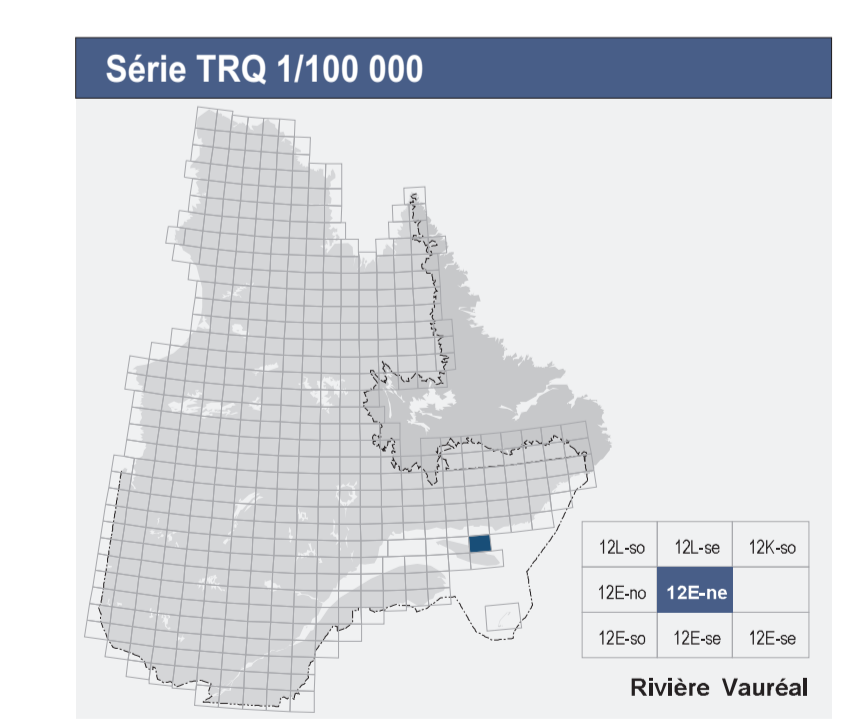 Série TRQ 1/100 000
12L-so 12L-se 12K-so
12E-no 12E-ne
12E-so 12E-se 12E-se
Rivière Vauréal